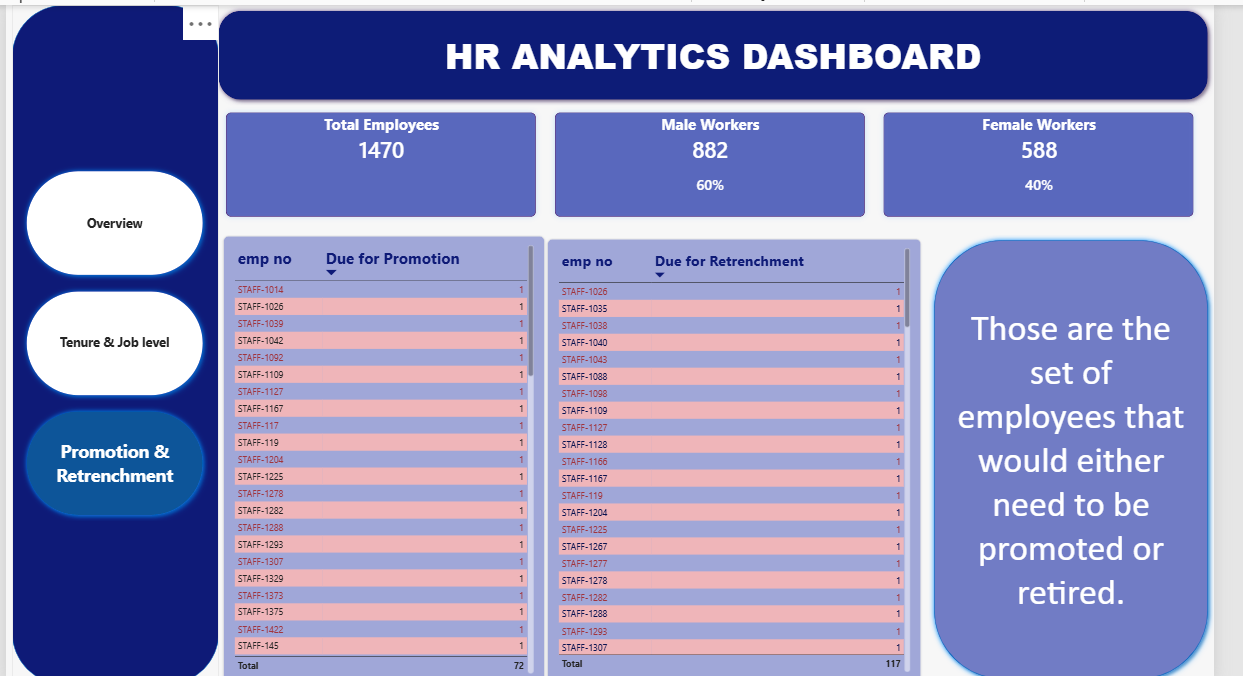 HR ANALYTICS DASHBOARD
Total Employees
1470
Male Workers
882
60%
Female Workers
588
40%
Overview
Tenure & Job level
Promotion &
Retrenchment
emp no Due for Promotion
STAFF-1014 1
STAFF-1026 1
STAFF-1039 1
STAFF-1042 1
STAFF-1092 1
STAFF-1109 1
STAFF-1127 1
STAFF-1167 1
STAFF-117 1
STAFF-119 1
STAFF-1204 1
STAFF-1225 1
STAFF-1278 1
STAFF-1282 1
STAFF-1288 1
STAFF-1293 1
STAFF-1307 1
STAFF-1329 1
STAFF-1373 1
STAFF-1375 1
STAFF-1422 1
STAFF-145 1
Total 72
emp no Due for Retrenchment
STAFF-1026 1
STAFF-1035 1
STAFF-1038 1
STAFF-1040 1
STAFF-1043 1
STAFF-1088 1
STAFF-1098 1
STAFF-1109 1
STAFF-1127 1
STAFF-1128 1
STAFF-1166 1
STAFF-1167 1
STAFF-119 1
STAFF-1204 1
STAFF-1225 1
STAFF-1267 1
STAFF-1277 1
STAFF-1278 1
STAFF-1282 1
STAFF-1288 1
STAFF-1293 1
STAFF-1307 1
Total 117
Those are the
set of
employees that
would either
need to be
promoted or
retired.